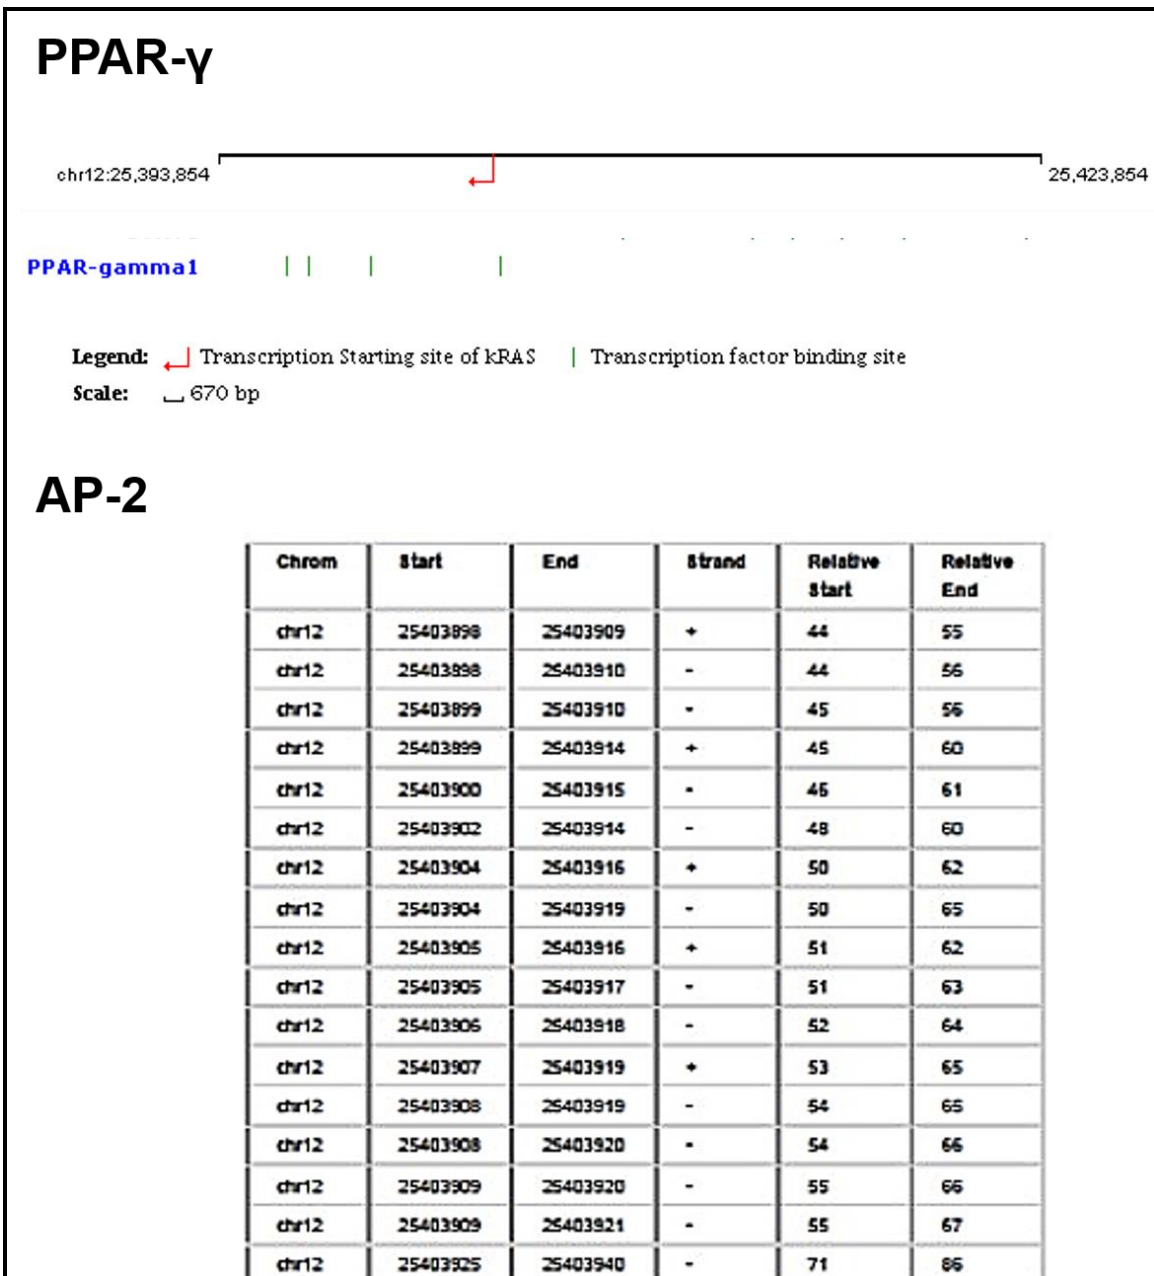 PPAR-γ
chr12:25,393,854 25,423,854
PPAR-gamma1
Legend: Transcription Starting site of kRAS Transcription factor binding site
Scale: 670 bp
AP-2
Chrom Start End Strand Relative Start Relative End
chr12 25403898 25403909 + 44 55
chr12 25403898 25403910 - 44 56
chr12 25403899 25403910 - 45 56
chr12 25403899 25403914 + 45 60
chr12 25403900 25403915 - 46 61
chr12 25403902 25403914 - 48 60
chr12 25403904 25403916 + 50 62
chr12 25403904 25403919 - 50 65
chr12 25403905 25403916 + 51 62
chr12 25403905 25403917 - 51 63
chr12 25403906 25403918 - 52 64
chr12 25403907 25403919 + 53 65
chr12 25403908 25403919 - 54 65
chr12 25403908 25403920 - 54 66
chr12 25403909 25403920 - 55 66
chr12 25403909 25403921 - 55 67
chr12 25403925 25403940 - 71 86